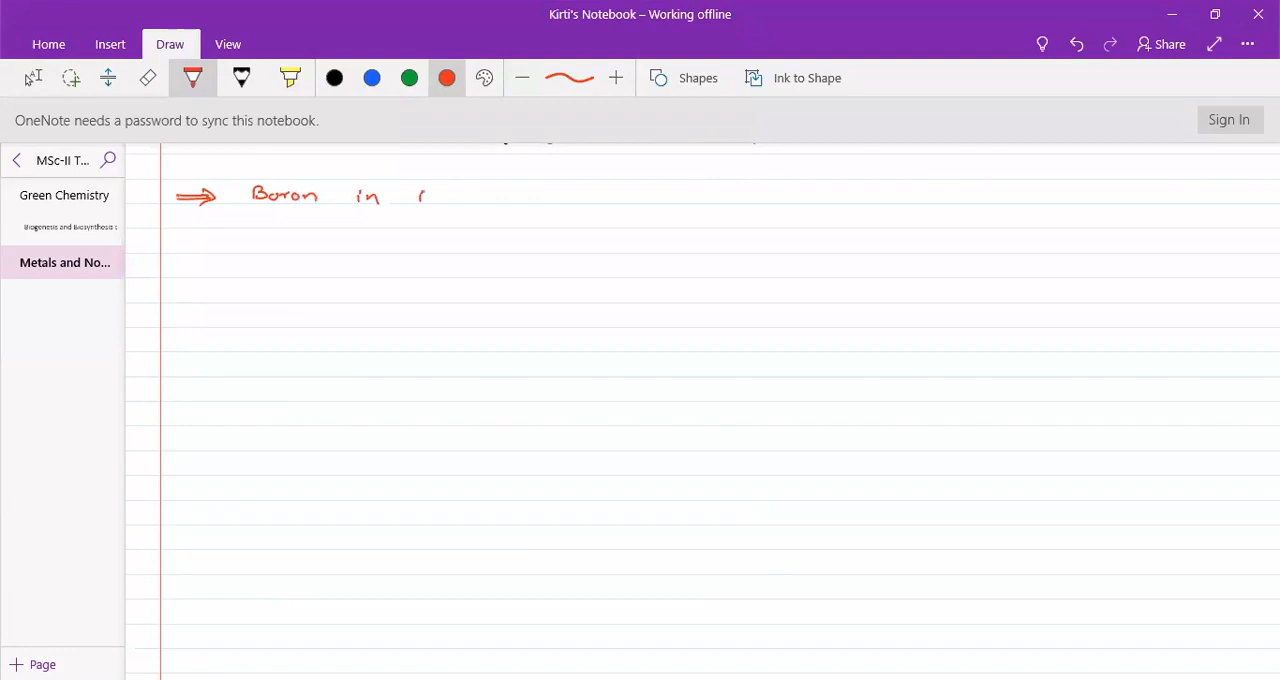 Kirti's Notebook – Working offline
Home Insert Draw View Share
Shapes Ink to Shape
OneNote needs a password to sync this notebook. Sign In
MSc-II T...
Green Chemistry
Biogenesis and Biosynthesis
Metals and No...
⇒ Boron in
+ Page